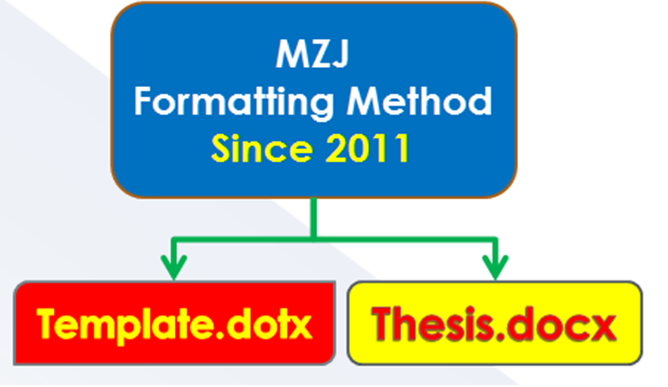 MZJ
Formatting Method
Since 2011
Template.dotx
Thesis.docx